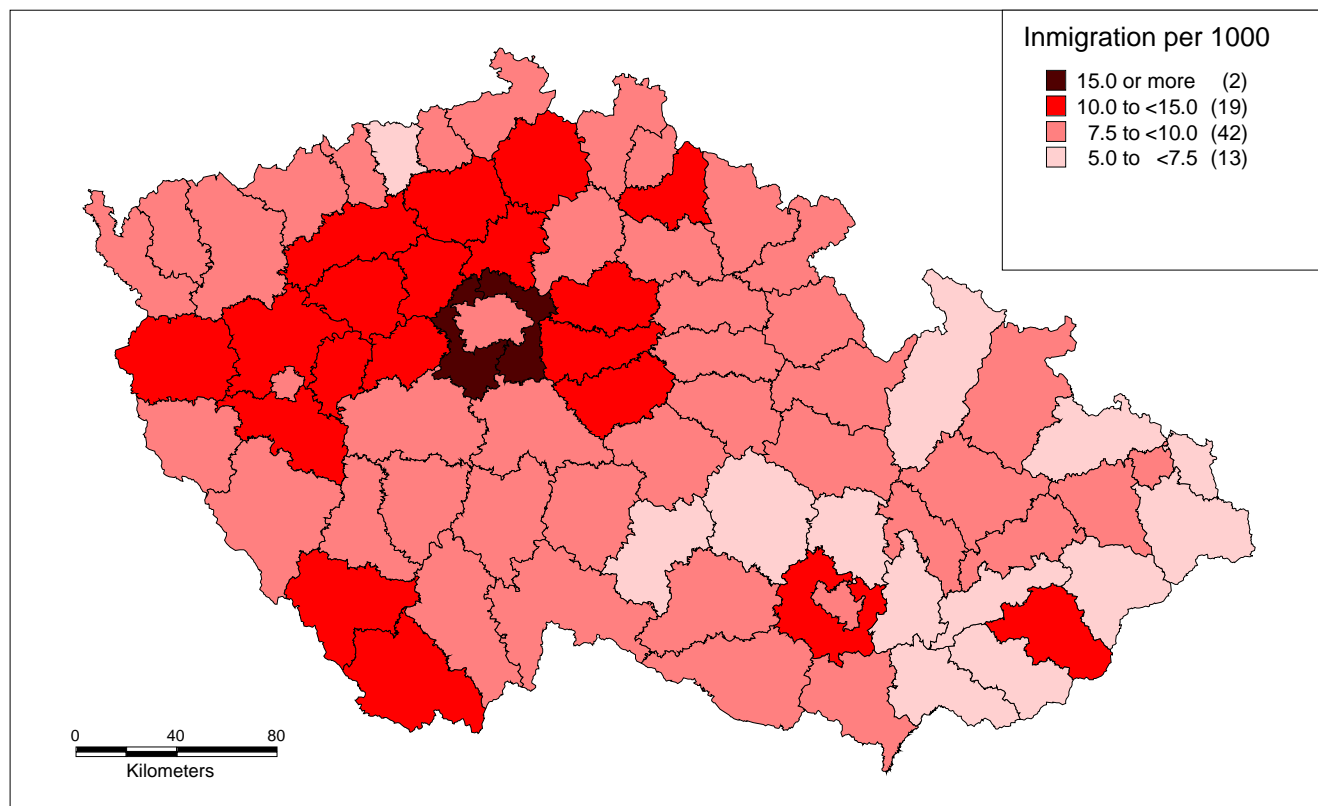 Inmigration per 1000
15.0 or more (2)
10.0 to <15.0 (19)
7.5 to <10.0 (42)
5.0 to <7.5 (13)
0 40 80
Kilometers